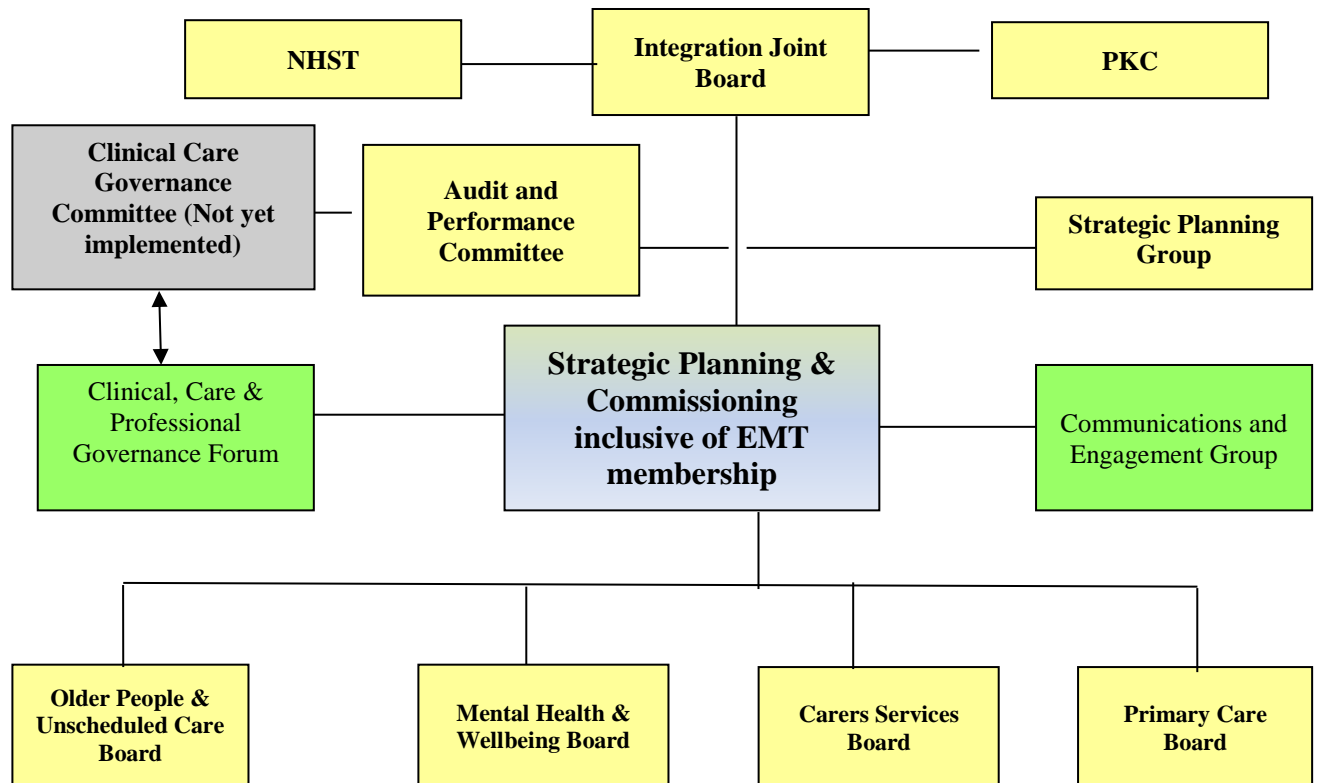 NHST
Integration Joint
Board
PKC
Clinical Care
Governance
Committee (Not yet
implemented)
Audit and
Performance
Committee
Strategic Planning
Group
Clinical, Care &
Professional
Governance Forum
Strategic Planning &
Commissioning
inclusive of EMT
membership
Communications and
Engagement Group
Older People &
Unscheduled Care
Board
Mental Health &
Wellbeing Board
Carers Services
Board
Primary Care
Board